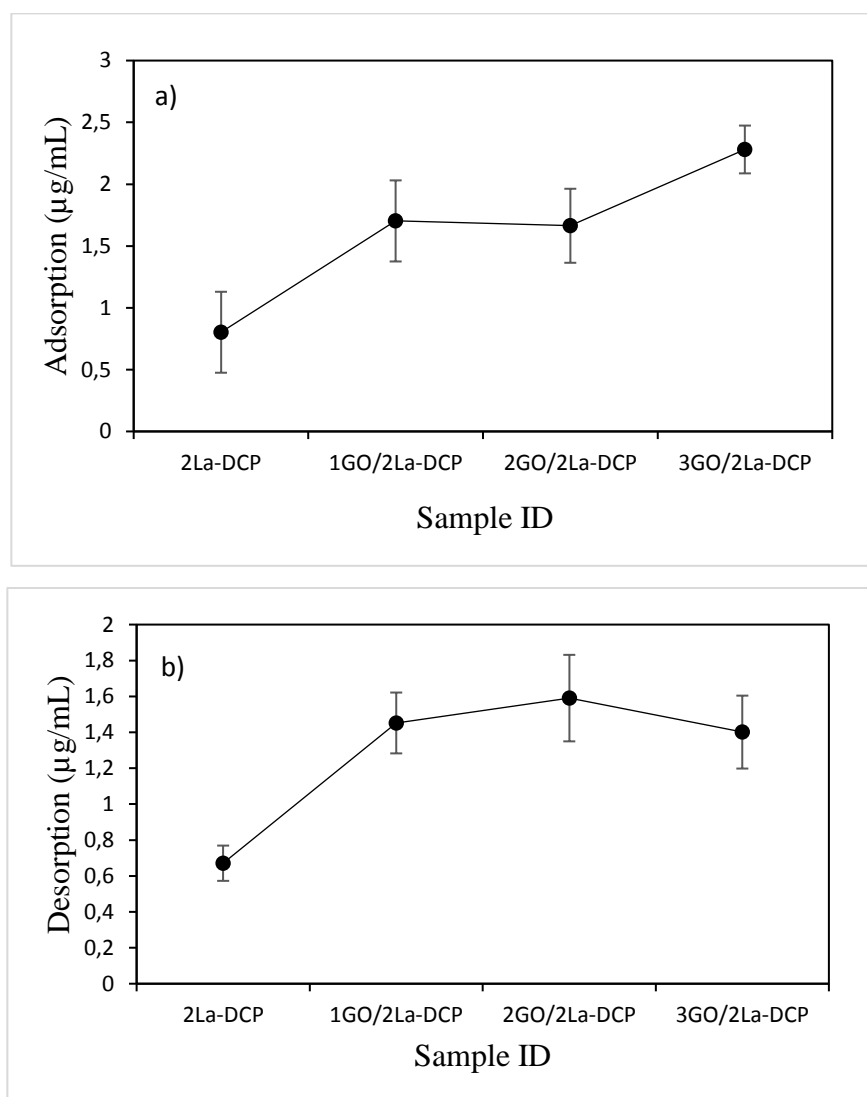 a)
Adsorption (µg/mL)
3
2,5
2
1,5
1
0,5
0
2La-DCP 1GO/2La-DCP 2GO/2La-DCP 3GO/2La-DCP
Sample ID
b)
Desorption (µg/mL)
2
1,8
1,6
1,4
1,2
1
0,8
0,6
0,4
0,2
0
2La-DCP 1GO/2La-DCP 2GO/2La-DCP 3GO/2La-DCP
Sample ID